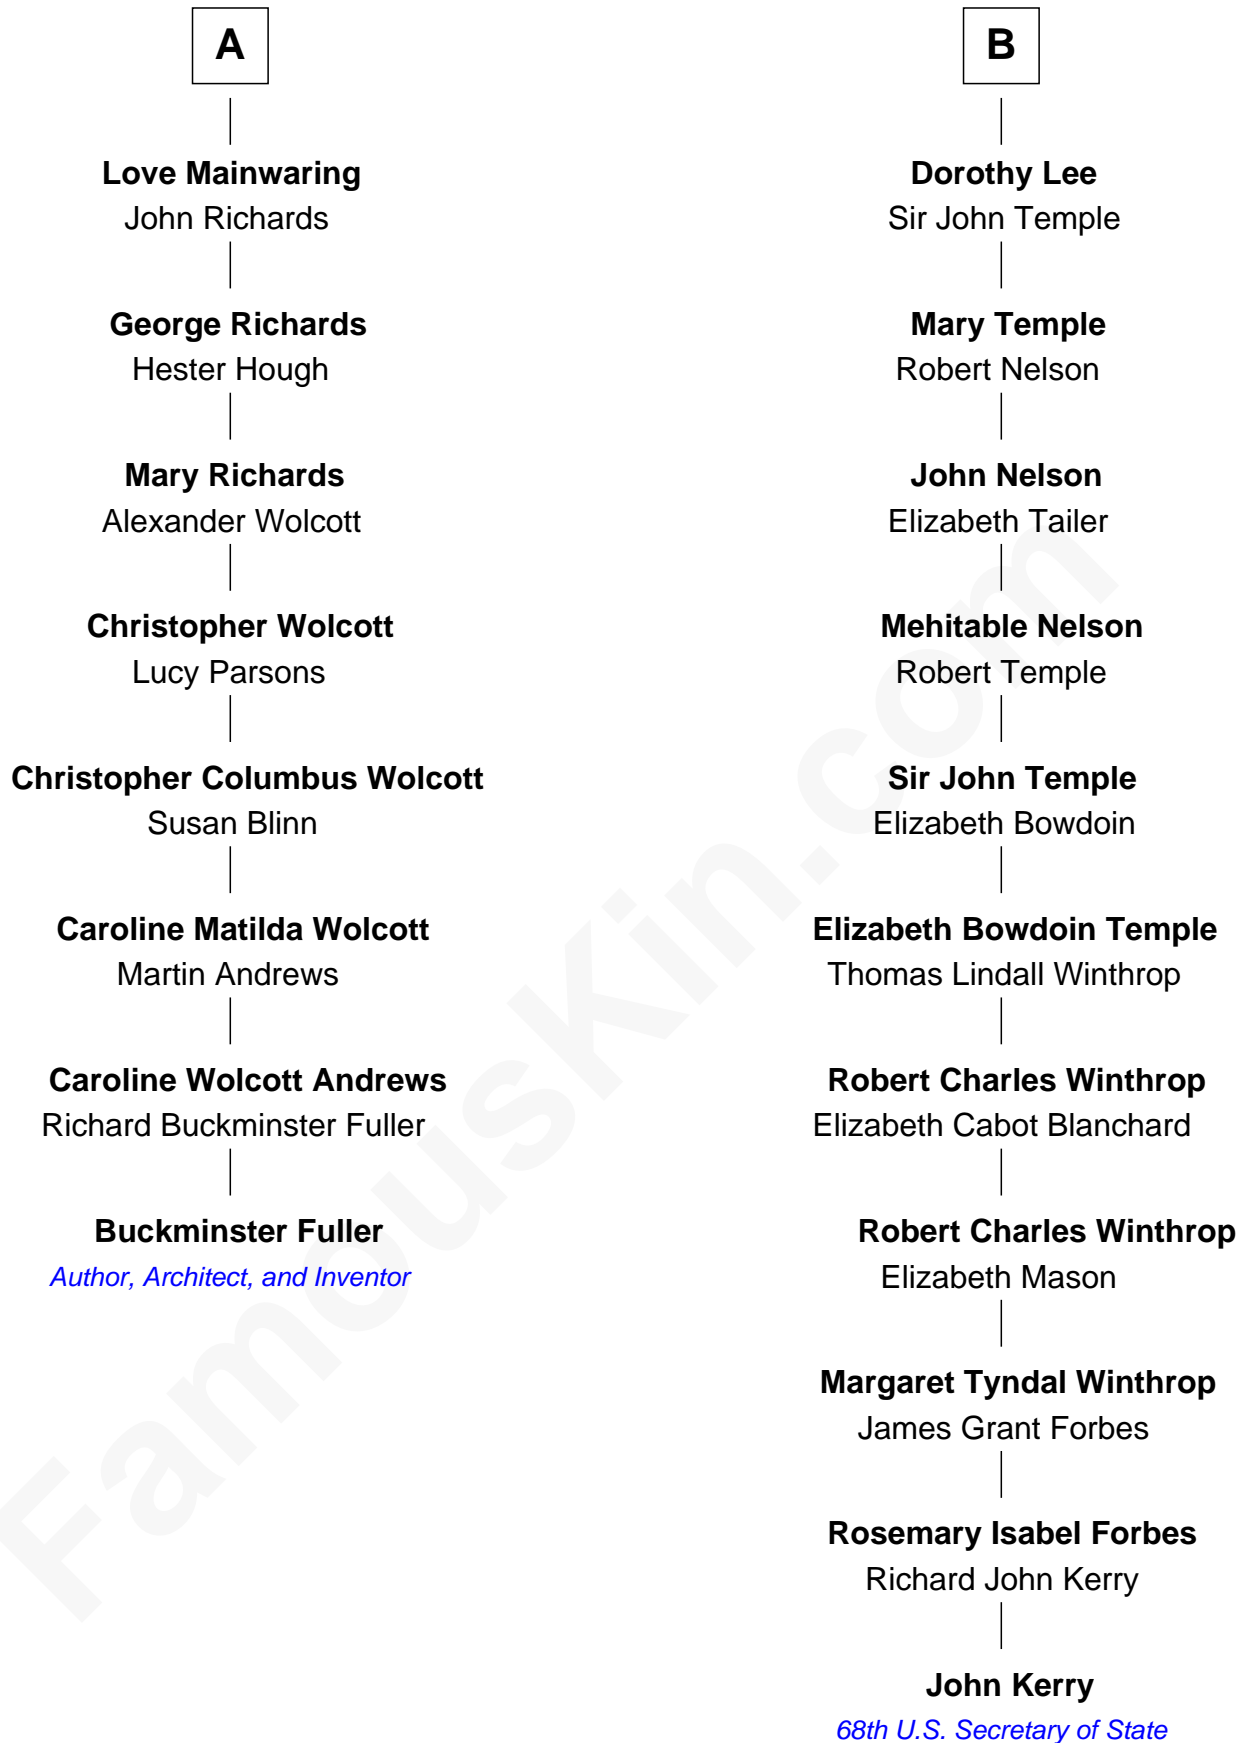 A
Love Mainwaring
John Richards
George Richards
Hester Hough
Mary Richards
Alexander Wolcott
Christopher Wolcott
Lucy Parsons
Christopher Columbus Wolcott
Susan Blinn
Caroline Matilda Wolcott
Martin Andrews
Caroline Wolcott Andrews
Richard Buckminster Fuller
Buckminster Fuller
Author, Architect, and Inventor
B
Dorothy Lee
Sir John Temple
Mary Temple
Robert Nelson
John Nelson
Elizabeth Tailer
Mehitable Nelson
Robert Temple
Sir John Temple
Elizabeth Bowdoin
Elizabeth Bowdoin Temple
Thomas Lindall Winthrop
Robert Charles Winthrop
Elizabeth Cabot Blanchard
Robert Charles Winthrop
Elizabeth Mason
Margaret Tyndal Winthrop
James Grant Forbes
Rosemary Isabel Forbes
Richard John Kerry
John Kerry
68th U.S. Secretary of State
FamousKin.com